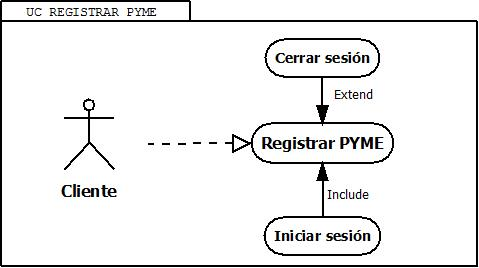 UC REGISTRAR PYME
Cerrar sesión
Extend
Registrar PYME
Cliente
Include
Iniciar sesión